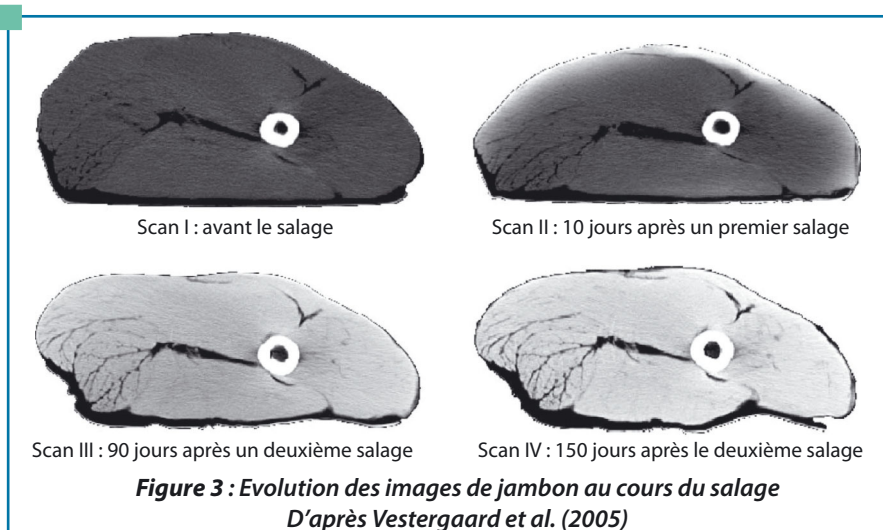 Scan I : avant le salage
Scan II : 10 jours après un premier salage
Scan III : 90 jours après un deuxième salage
Scan IV : 150 jours après le deuxième salage
Figure 3 : Evolution des images de jambon au cours du salage
D'après Vestergaard et al. (2005)